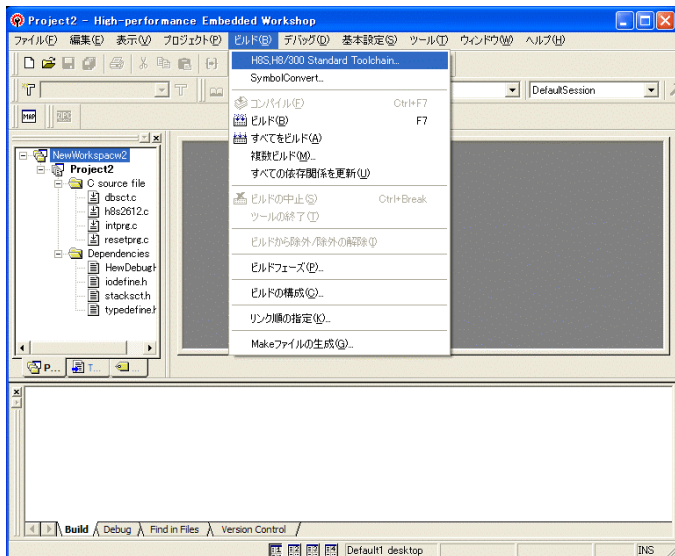 Project2 - High-performance Embedded Workshop
ファイル(F) 編集(E) 表示(V) プロジェクト(P) ビルド(B) デバッグ(D) 基本設定(S) ツール(T) ウィンドウ(W) ヘルプ(H)
H8S,H8/300 Standard Toolchain...
SymbolConvert...
DefaultSession
コンパイル(F) Ctrl+F7
MAP
ビルド(B) F7
すべてをビルド(A)
複数ビルド(M)...
すべての依存関係を更新(U)
ビルドの中止(S) Ctrl+Break
ツールの終了(T)
ビルドから除外/除外の解除(I)
ビルドフェーズ(P)...
ビルドの構成(C)...
リンク順の指定(K)...
Makeファイルの生成(G)...
NewWorkspacw2
Project2
C source file
dbsct.c
h8s2612.c
intprg.c
resetprg.c
Dependencies
HewDebug
iodefine.h
stacksct.h
typedefine.h
P...
T...
Build
Debug
Find in Files
Version Control
Default1 desktop
INS